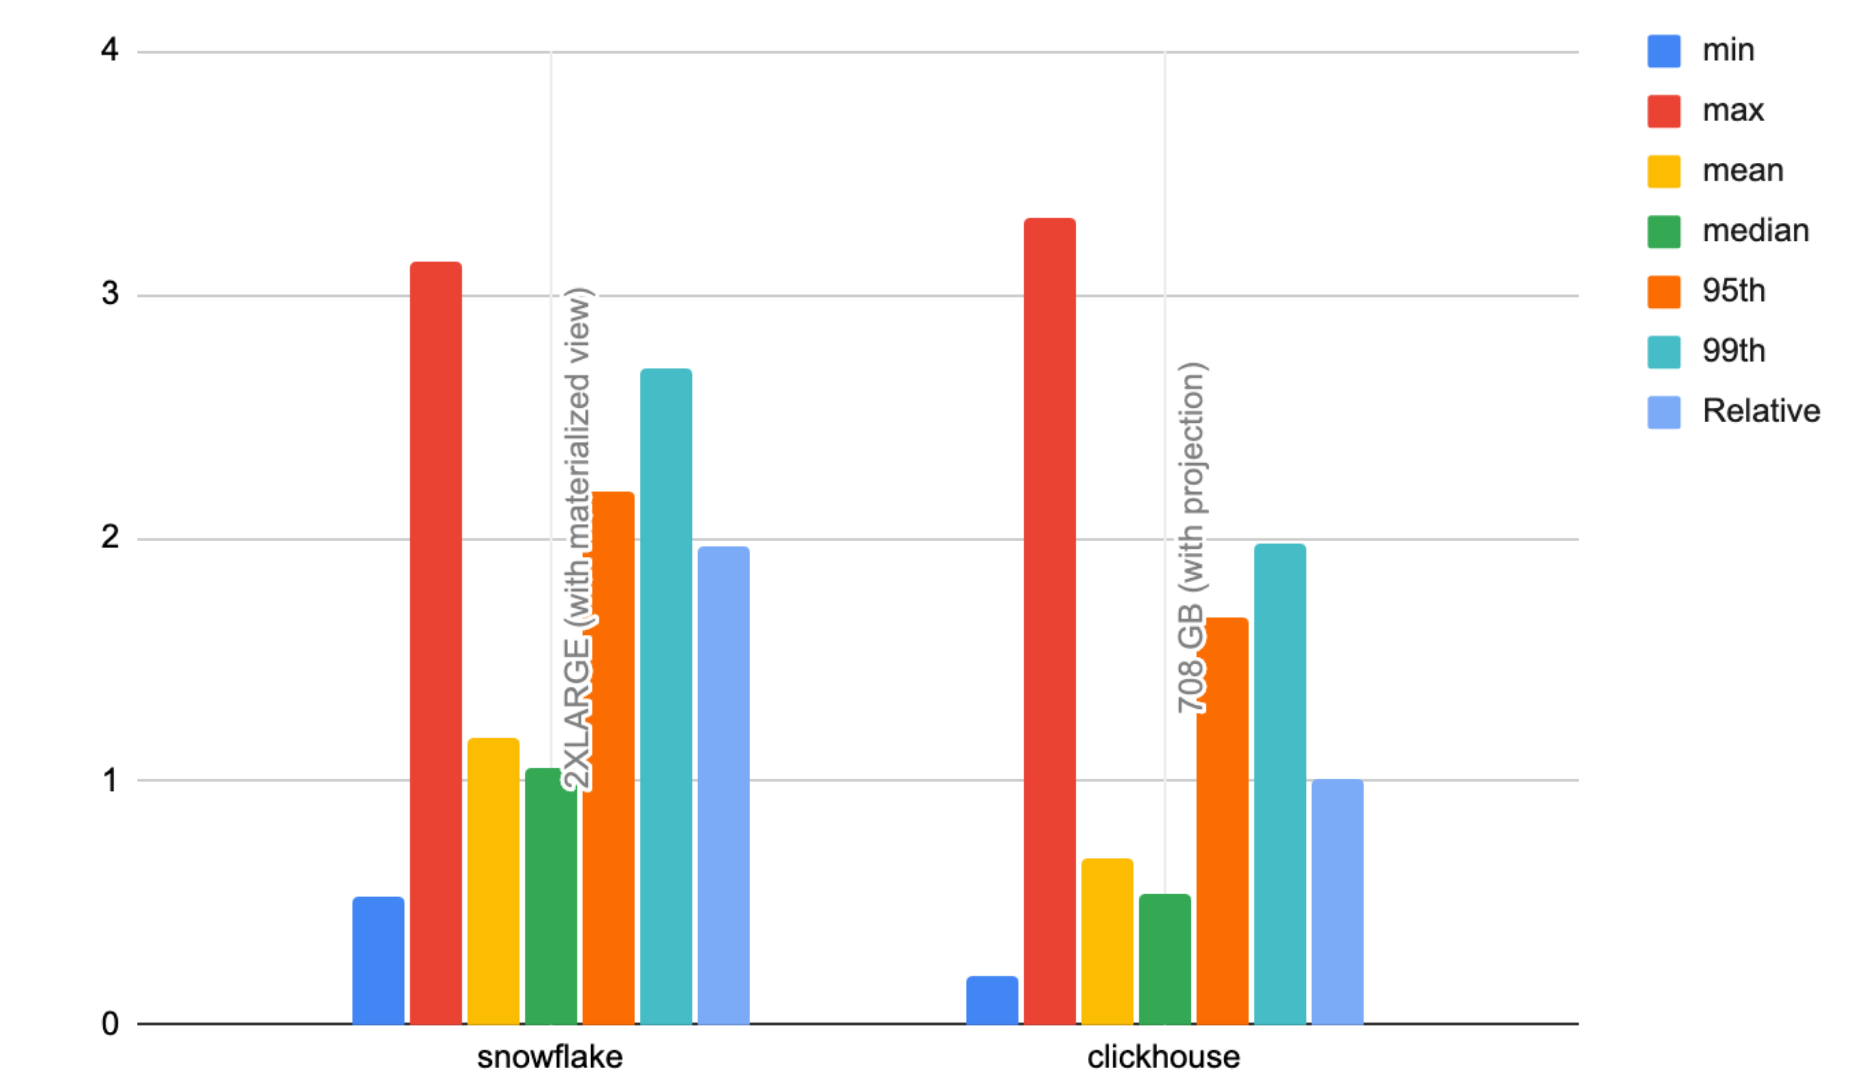 4
3
2
1
0
2XLARGE (with materialized view)
708 GB (with projection)
snowflake
clickhouse
min
max
mean
median
95th
99th
Relative